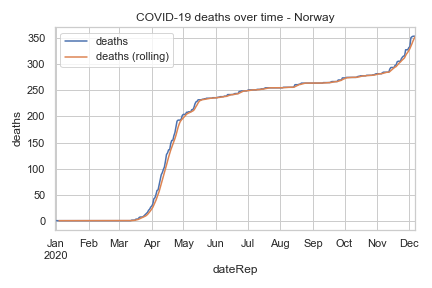 COVID-19 deaths over time - Norway
deaths
deaths (rolling)
350
300
250
200
150
100
50
0
deaths
Jan Feb Mar Apr May Jun Jul Aug Sep Oct Nov Dec
2020
dateRep